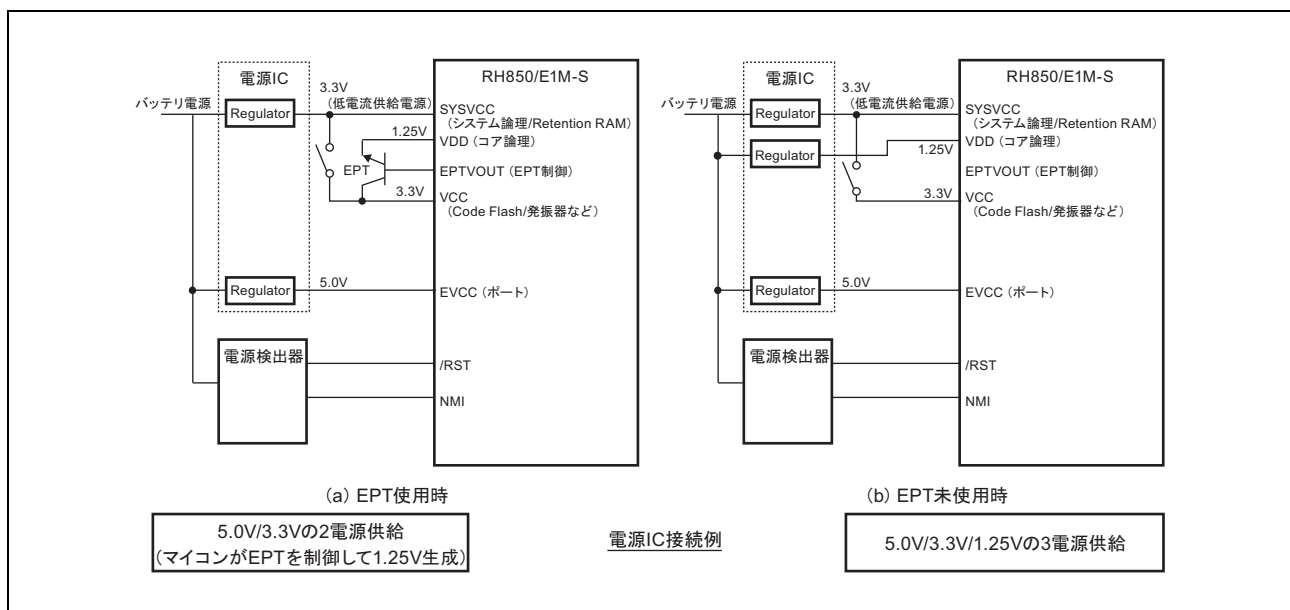 電源IC
3.3V
(低電流供給電源)
バッテリ電源
Regulator
RH850/E1M-S
SYSVCC
(システム論理/Retention RAM)
1.25V
VDD (コア論理)
EPT
EPTVOUT (EPT制御)
3.3V
VCC
(Code Flash/発振器など)
Regulator
5.0V
EVCC (ポート)
電源検出器
/RST
NMI
(a) EPT使用時
5.0V/3.3Vの2電源供給
(マイコンがEPTを制御して1.25V生成)
電源IC接続例
電源IC
3.3V
(低電流供給電源)
バッテリ電源
Regulator
RH850/E1M-S
SYSVCC
(システム論理/Retention RAM)
Regulator
VDD (コア論理)
1.25V
EPTVOUT (EPT制御)
3.3V
VCC
(Code Flash/発振器など)
Regulator
5.0V
EVCC (ポート)
電源検出器
/RST
NMI
(b) EPT未使用時
5.0V/3.3V/1.25Vの3電源供給